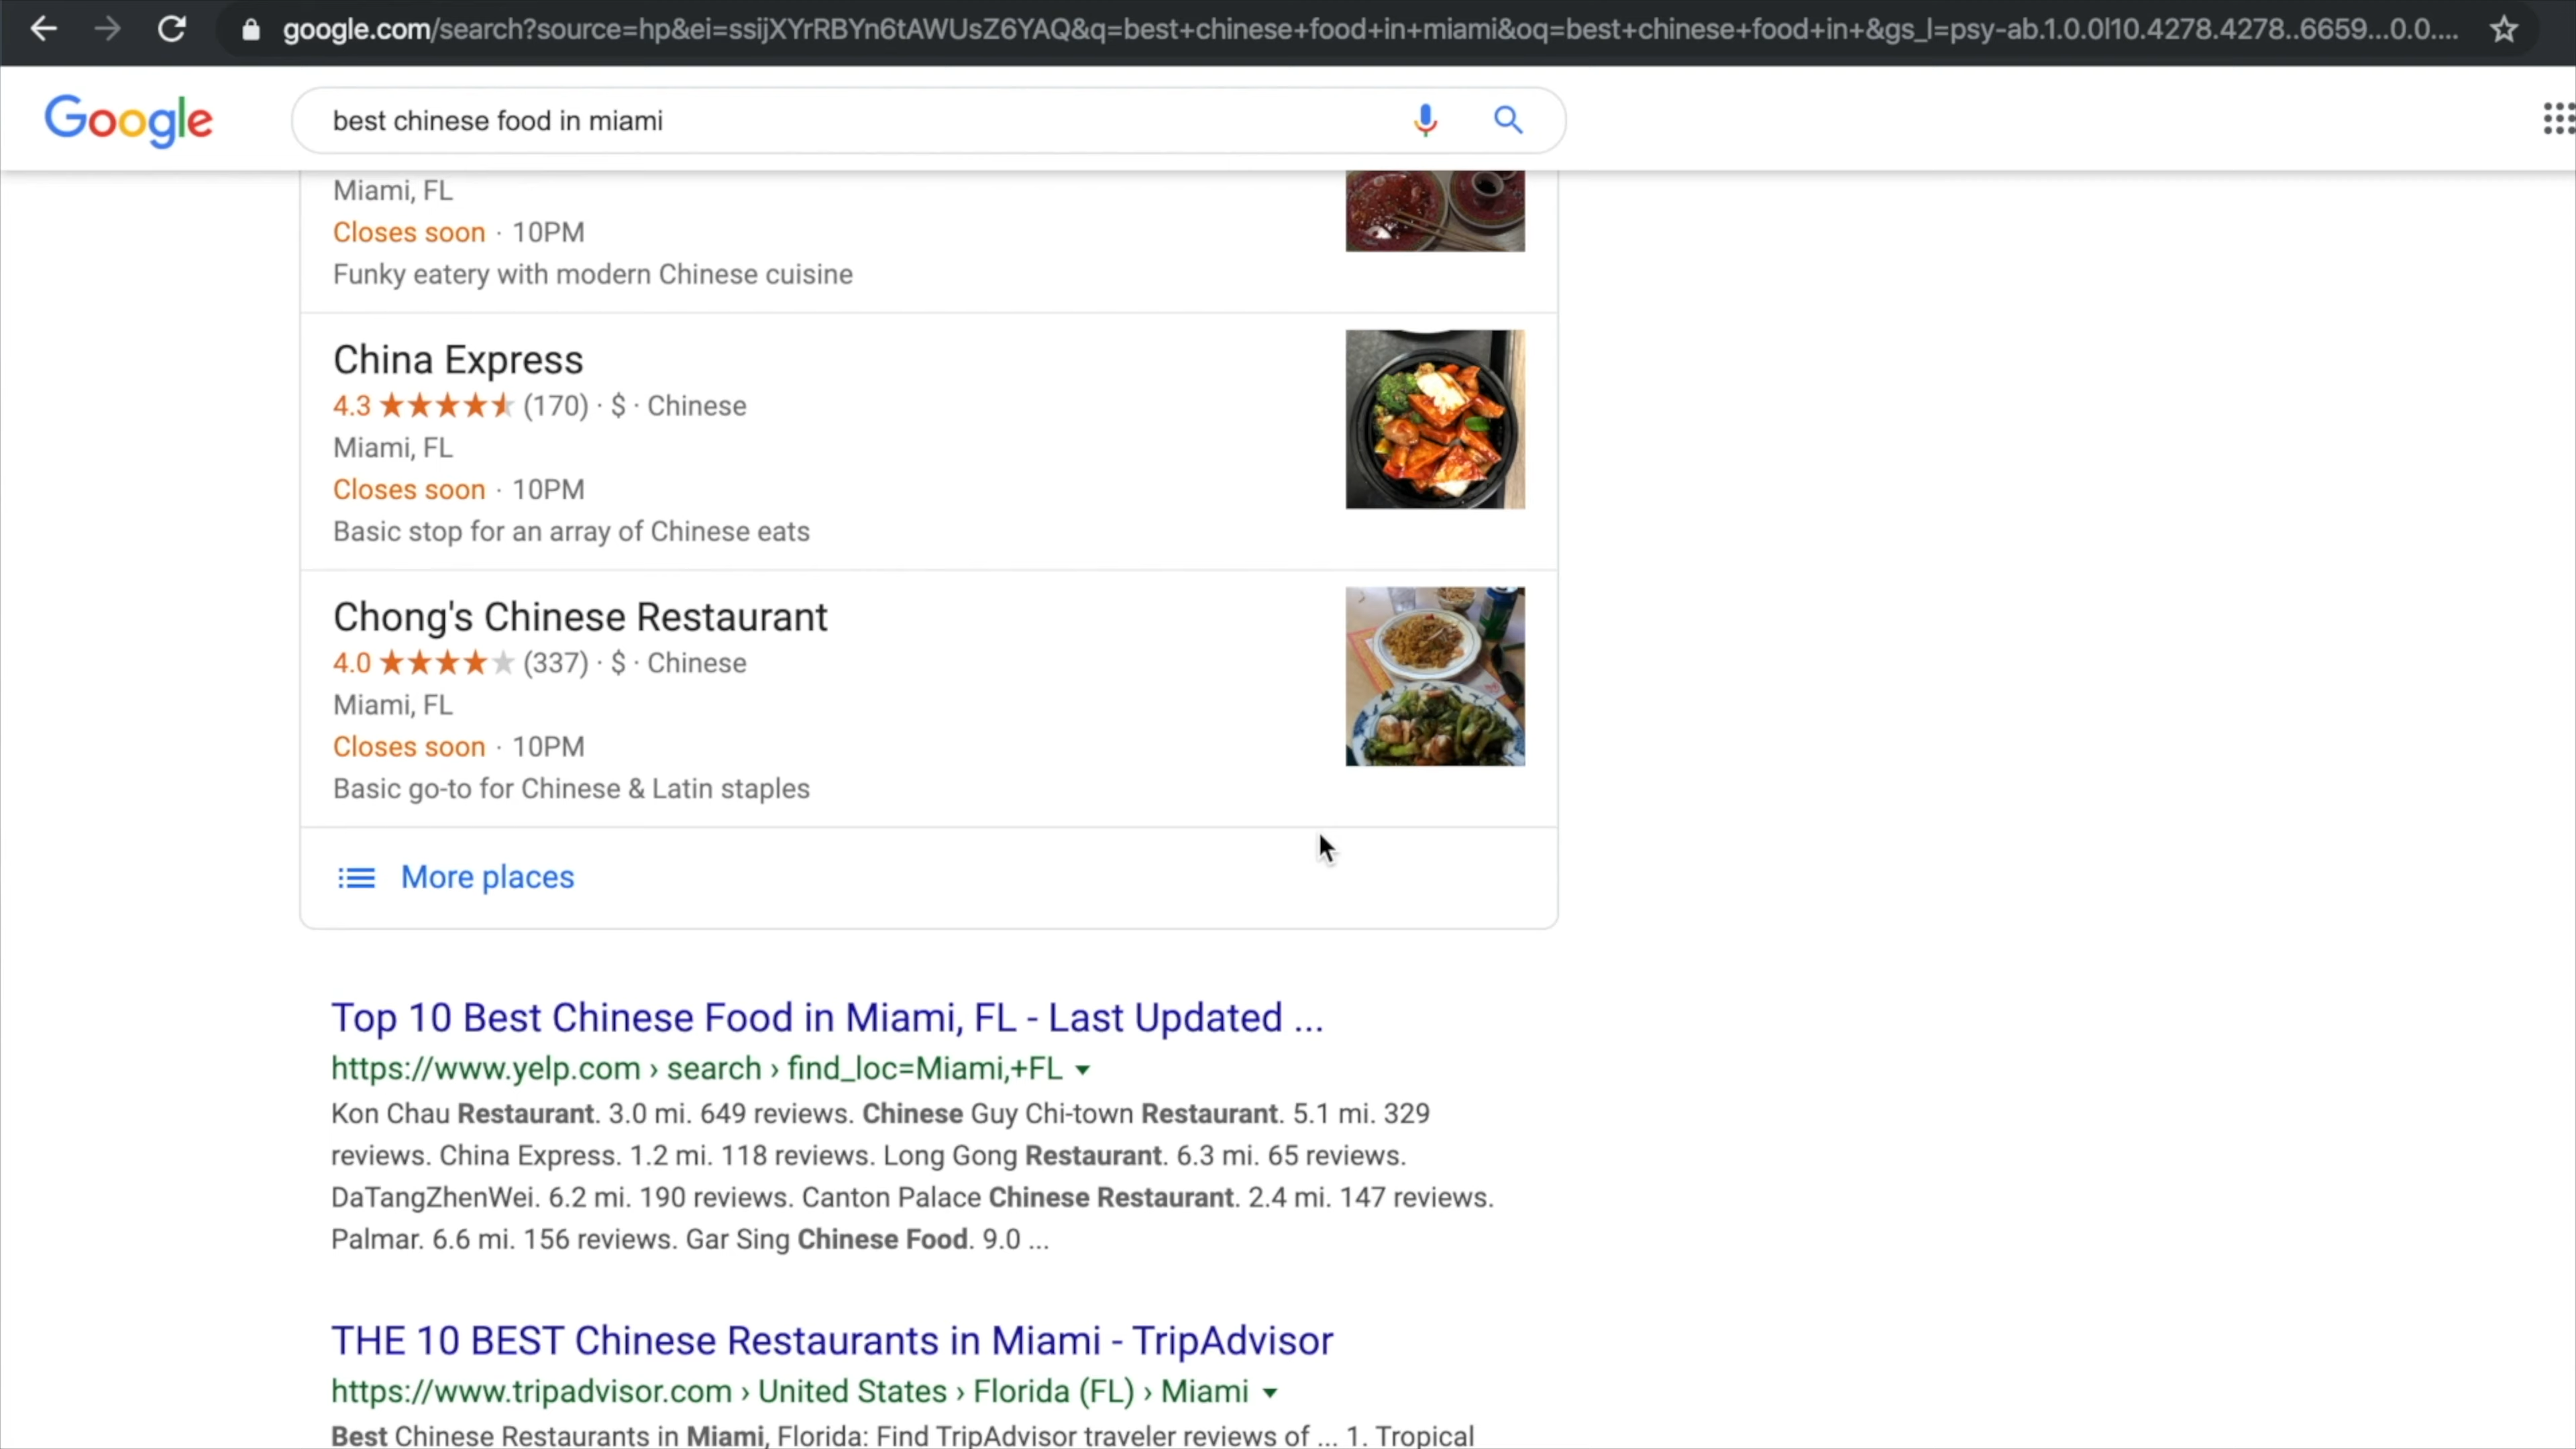 google.com/search?source=hp&ei=ssijXYrRBYn6tAWUsZ6YAQ&q=best+chinese+food+in+miami&oq=best+chinese+food+in+&gs_l=psy-ab.1.0.0l10.4278.4278..6659...0.0....
Google
best chinese food in miami
Miami, FL
Closes soon · 10PM
Funky eatery with modern Chinese cuisine
China Express
4.3 ★★★★★ (170) · $ · Chinese
Miami, FL
Closes soon · 10PM
Basic stop for an array of Chinese eats
Chong's Chinese Restaurant
4.0 ★★★★★ (337) · $ · Chinese
Miami, FL
Closes soon · 10PM
Basic go-to for Chinese & Latin staples
More places
Top 10 Best Chinese Food in Miami, FL - Last Updated ...
https://www.yelp.com › search › find_loc=Miami,+FL
Kon Chau Restaurant. 3.0 mi. 649 reviews. Chinese Guy Chi-town Restaurant. 5.1 mi. 329
reviews. China Express. 1.2 mi. 118 reviews. Long Gong Restaurant. 6.3 mi. 65 reviews.
DaTangZhenWei. 6.2 mi. 190 reviews. Canton Palace Chinese Restaurant. 2.4 mi. 147 reviews.
Palmar. 6.6 mi. 156 reviews. Gar Sing Chinese Food. 9.0 ...
THE 10 BEST Chinese Restaurants in Miami - TripAdvisor
https://www.tripadvisor.com › United States › Florida (FL) › Miami
Best Chinese Restaurants in Miami, Florida: Find TripAdvisor traveler reviews of ... 1. Tropical